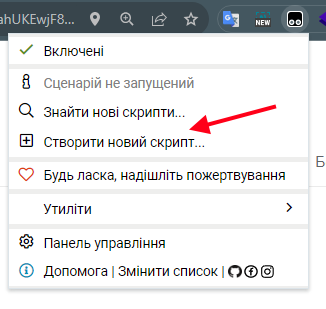 ahUKEwjF8...
NEW
Включені
Сценарій не запущений
Знайти нові скрипти...
Створити новий скрипт...
Будь ласка, надішліть пожертвування
Утиліти
Панель управління
Допомога | Змінити список |
Б